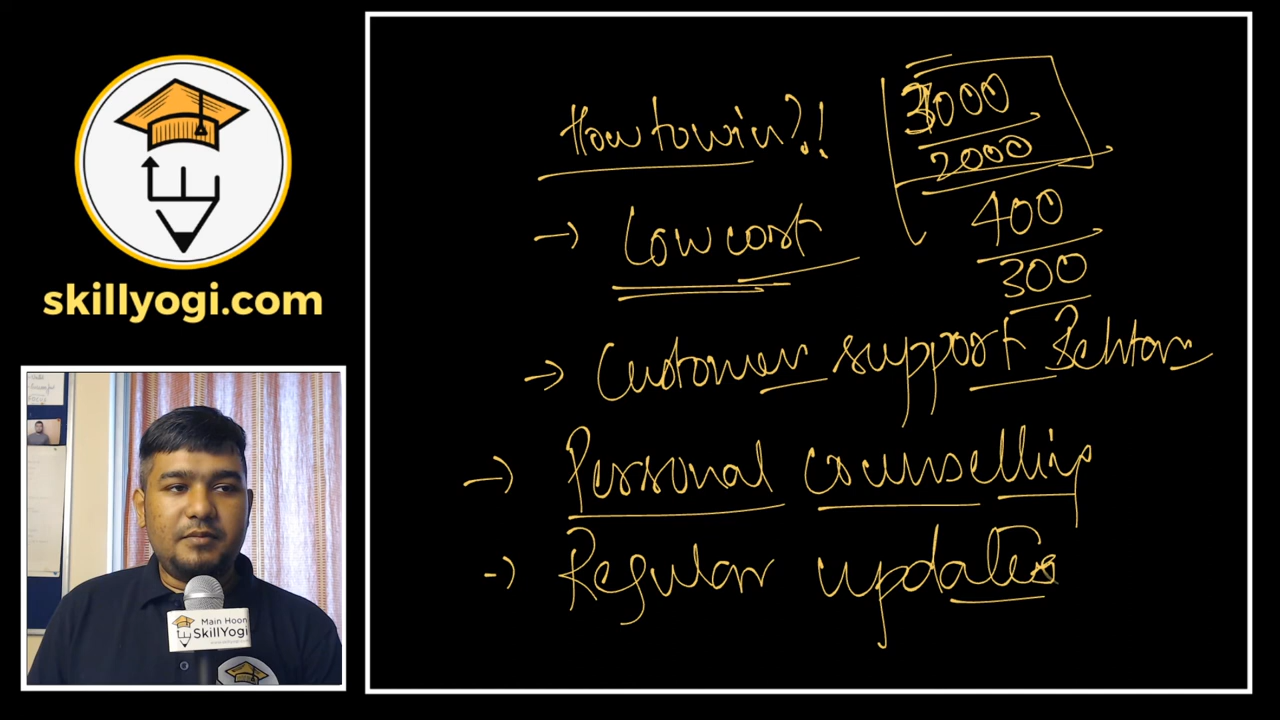 skillyogi.com
Main Hoon
SkillYogi
How to win?!
→ Low cost
3000
2000
400
300
→ Customer support
→ Personal counselling
→ Regular updates